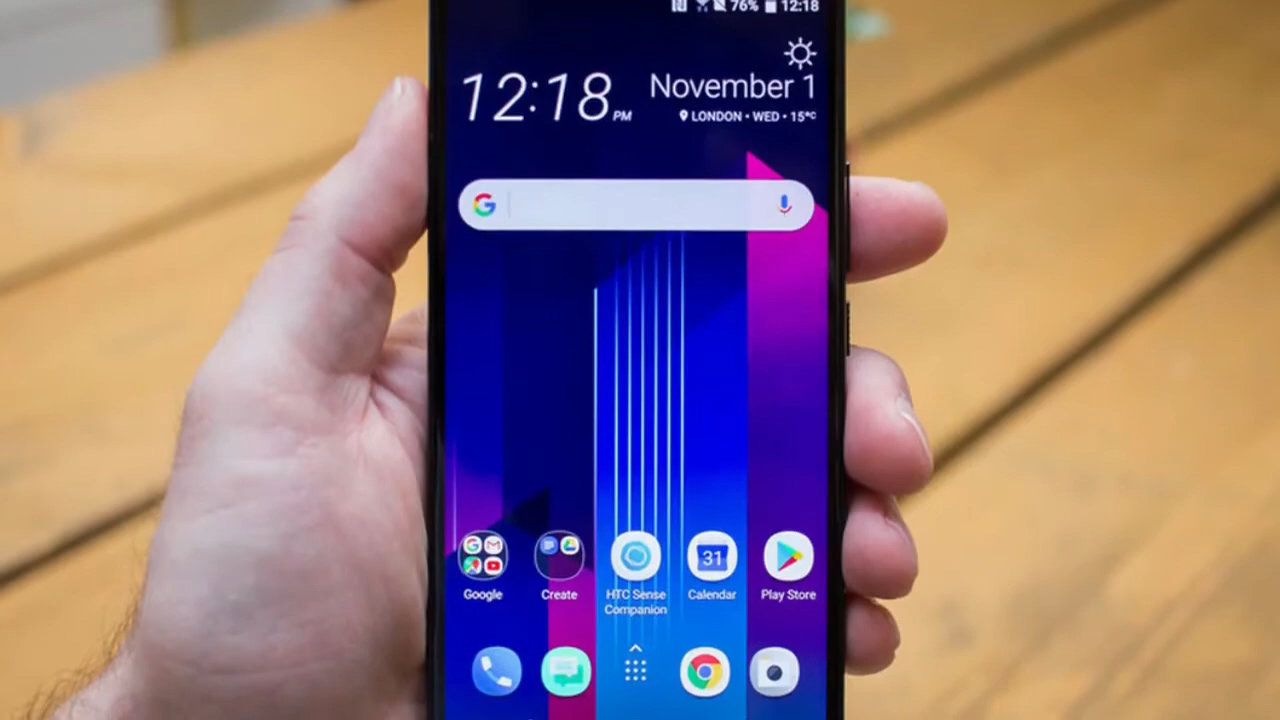 76% 12:18
12:18 PM
November 1
LONDON • WED • 15°C
G
Google
Create
HTC Sense
Companion
31
Calendar
Play Store